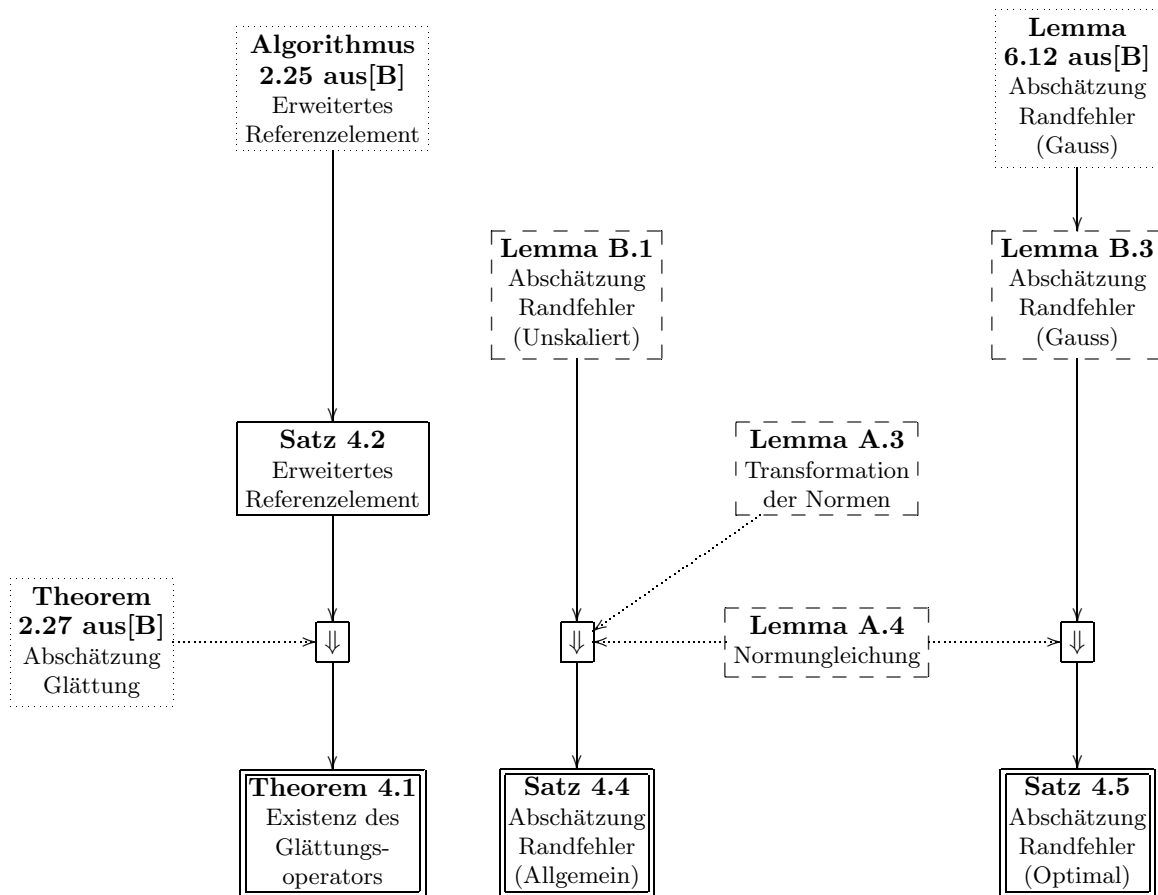 Algorithmus
2.25 aus[B]
Erweitertes
Referenzelement
Lemma
6.12 aus[B]
Abschätzung
Randfehler
(Gauss)
Lemma B.1
Abschätzung
Randfehler
(Unskaliert)
Lemma B.3
Abschätzung
Randfehler
(Gauss)
Satz 4.2
Erweitertes
Referenzelement
Lemma A.3
Transformation
der Normen
Theorem
2.27 aus[B]
Abschätzung
Glättung
⇓
⇓
Lemma A.4
Normungleichung
⇓
Theorem 4.1
Existenz des
Glättungs-
operators
Satz 4.4
Abschätzung
Randfehler
(Allgemein)
Satz 4.5
Abschätzung
Randfehler
(Optimal)